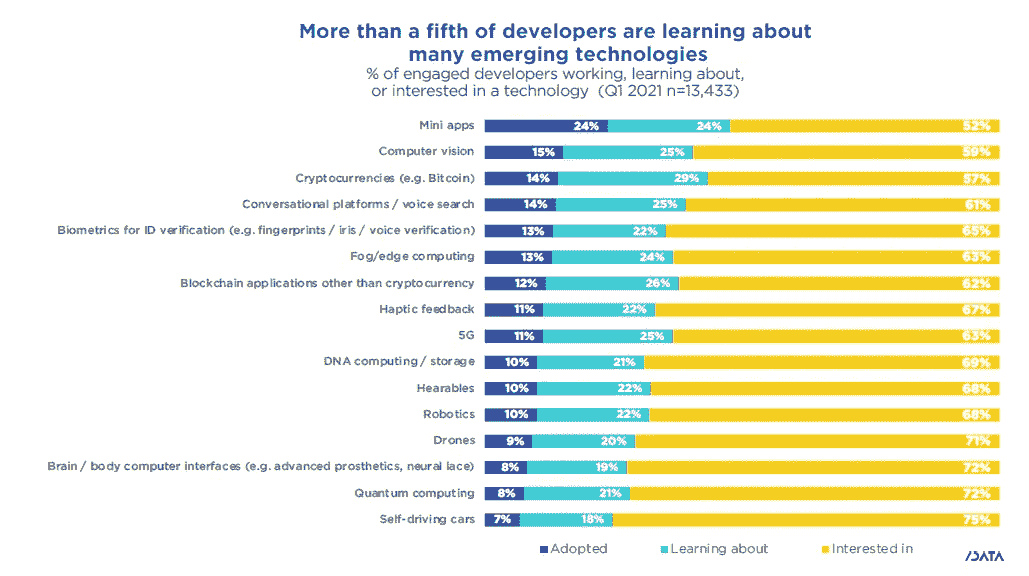 More than a fifth of developers are learning about
many emerging technologies
% of engaged developers working, learning about,
or interested in a technology (Q1 2021 n=13,433)
Mini apps 24% 24% 52%
Computer vision 15% 25% 59%
Cryptocurrencies (e.g. Bitcoin) 14% 29% 57%
Conversational platforms / voice search 14% 25% 61%
Biometrics for ID verification (e.g. fingerprints / iris / voice verification) 13% 22% 65%
Fog/edge computing 13% 24% 63%
Blockchain applications other than cryptocurrency 12% 26% 62%
Haptic feedback 11% 22% 67%
5G 11% 25% 63%
DNA computing / storage 10% 21% 69%
Hearables 10% 22% 68%
Robotics 10% 22% 68%
Drones 9% 20% 71%
Brain / body computer interfaces (e.g. advanced prosthetics, neural lace) 8% 19% 72%
Quantum computing 8% 21% 72%
Self-driving cars 7% 18% 75%
Adopted Learning about Interested in
/DATA